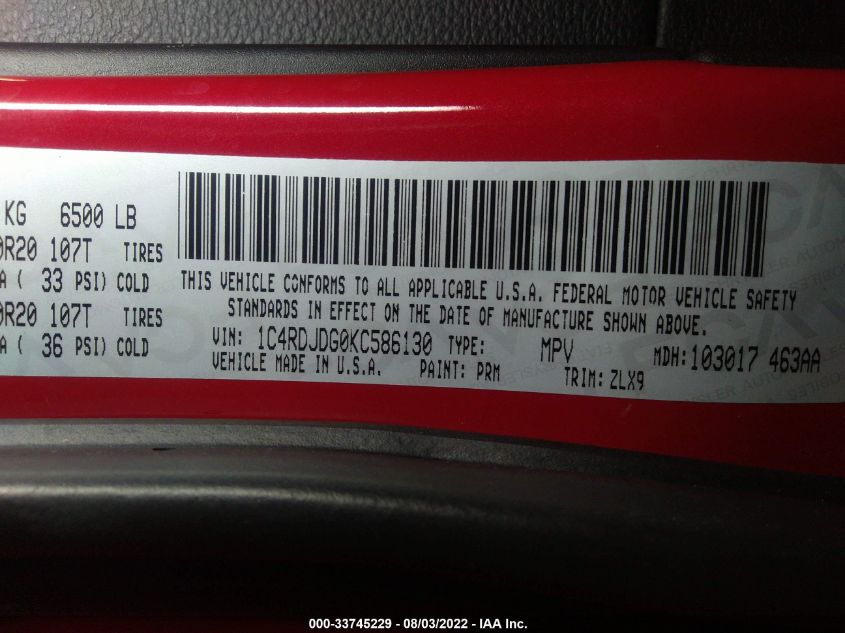 KG 6500 LB
0R20 107T TIRES
A ( 33 PSI) COLD
0R20 107T TIRES
A ( 36 PSI) COLD
THIS VEHICLE CONFORMS TO ALL APPLICABLE U.S.A. FEDERAL MOTOR VEHICLE SAFETY
STANDARDS IN EFFECT ON THE DATE OF MANUFACTURE SHOWN ABOVE.
VIN: 1C4RDJDG0KC586130 TYPE: MPV MDH:103017 463AA
VEHICLE MADE IN U.S.A. PAINT: PRM TRIM: ZLX9
000-33745229 - 08/03/2022 - IAA Inc.